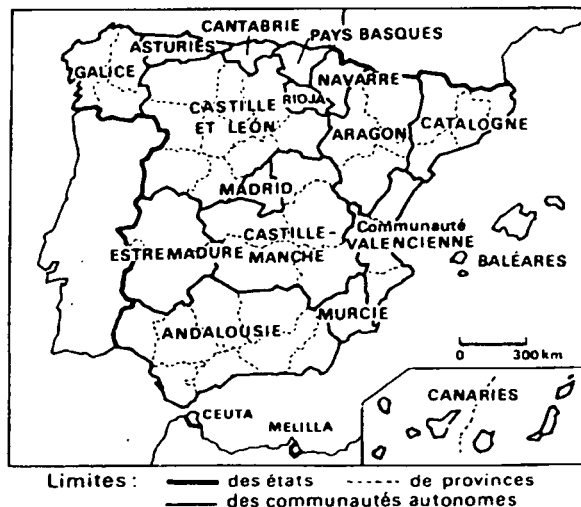 CANTABRIE
PAYS BASQUES
ASTURIES
GALICE
NAVARRE
RIOJA
CASTILLE
ET LEÓN
ARAGON
CATALOGNE
MADRID
Communauté
VALENCIENNE
CASTILLE-
MANCHE
ESTREMADURE
BALÉARES
MURCIE
ANDALOUSIE
0 300 km
CANARIES
CEUTA
MELILLA
Limites : des états de provinces
des communautés autonomes